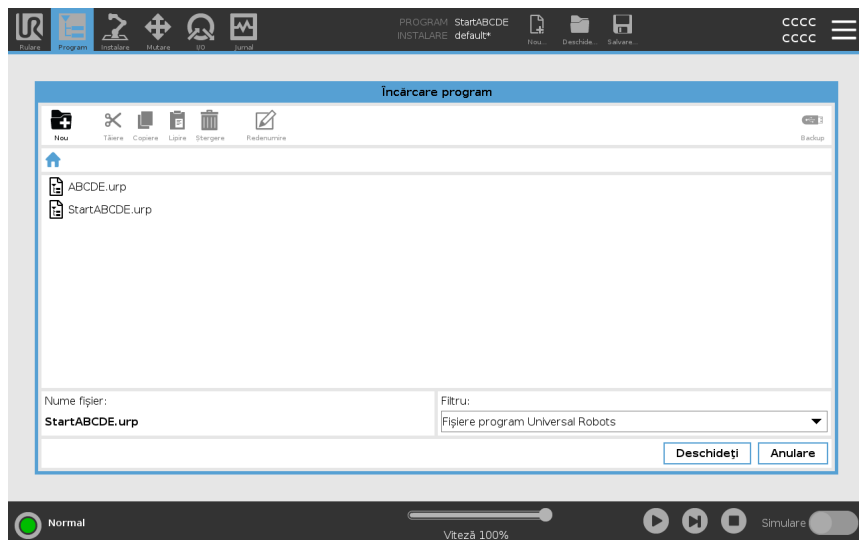 UR
PROGRAM StartABCDE
INSTALARE default*
CCCC
CCCC
Rulare Program Instalare Mutare I/O Jurnal Nou... Deschide... Salvare...
Încărcare program
Nou Tăiere Copiere Lipire Ștergere Redenumire Backup
ABCDE.urp
StartABCDE.urp
Nume fișier: Filtru:
StartABCDE.urp Fișiere program Universal Robots
Deschideți Anulare
Normal Viteză 100% Simulare